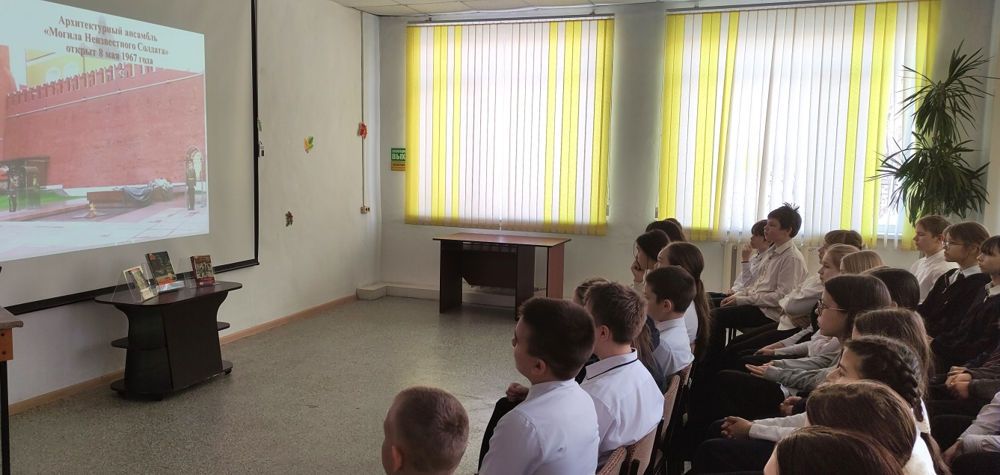 Архитектурный ансамбль
«Могила Неизвестного Солдата»
открыт 8 мая 1967 года